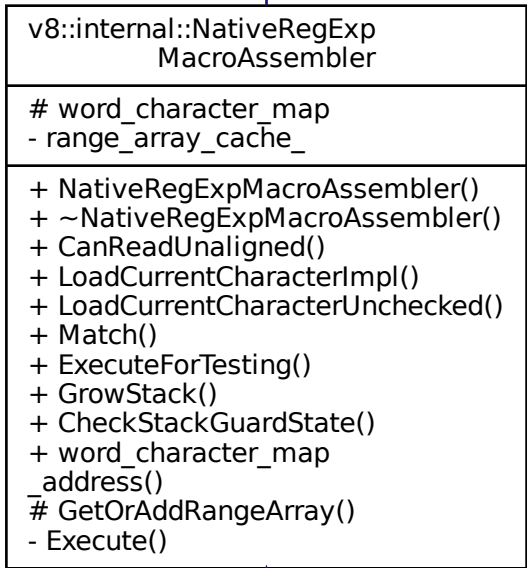 v8::internal::NativeRegExp
MacroAssembler
# word_character_map
- range_array_cache_
+ NativeRegExpMacroAssembler()
+ ~NativeRegExpMacroAssembler()
+ CanReadUnaligned()
+ LoadCurrentCharacterImpl()
+ LoadCurrentCharacterUnchecked()
+ Match()
+ ExecuteForTesting()
+ GrowStack()
+ CheckStackGuardState()
+ word_character_map
_address()
# GetOrAddRangeArray()
- Execute()